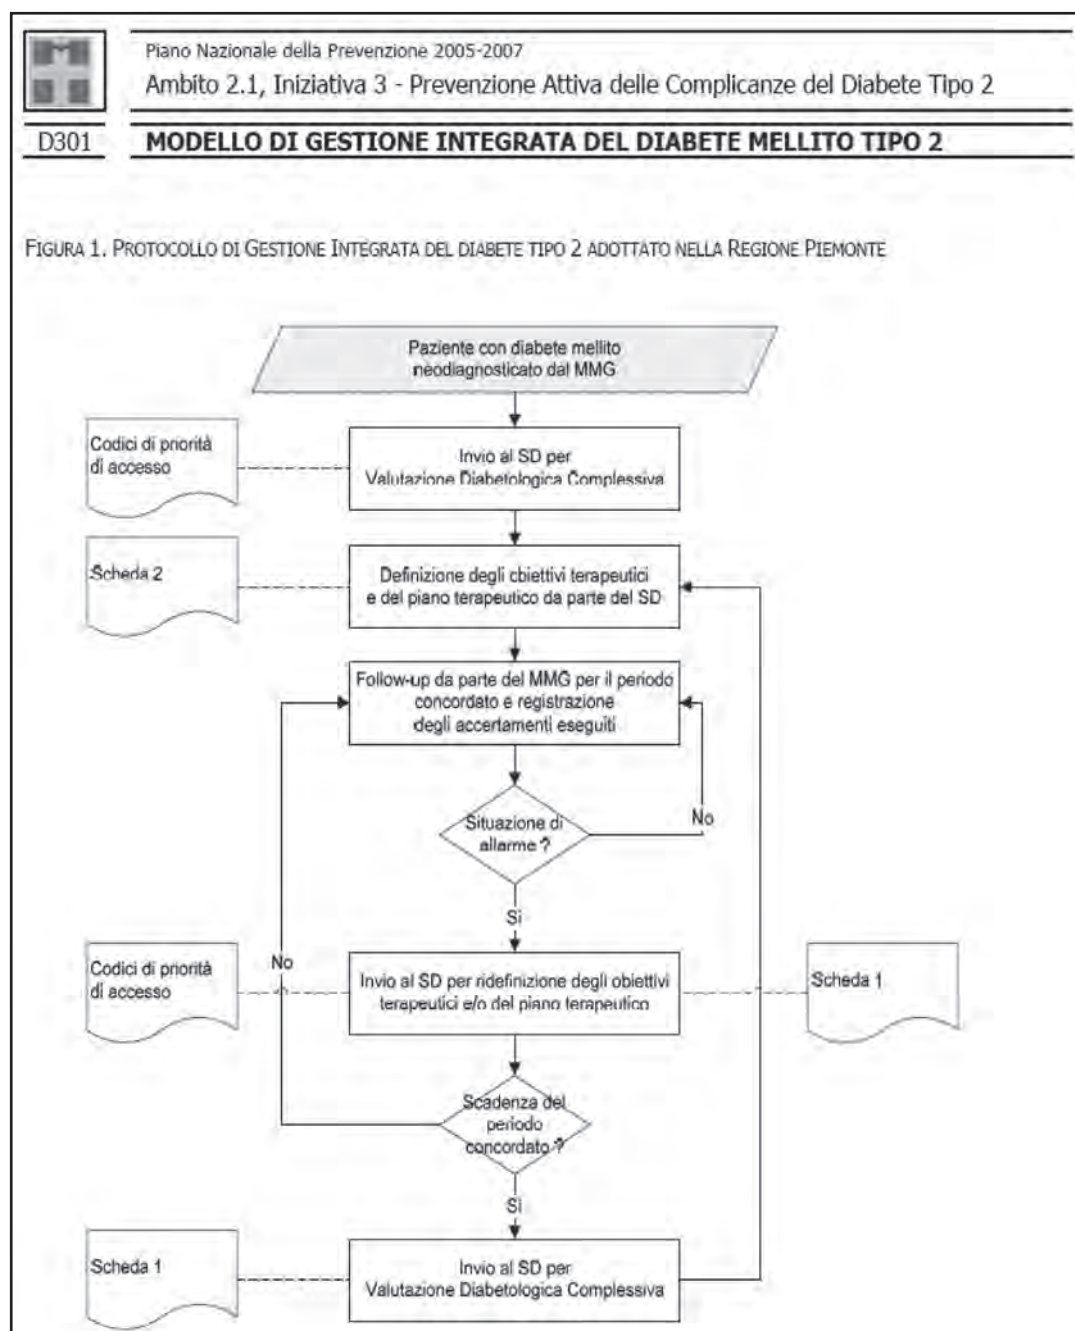 Piano Nazionale della Prevenzione 2005-2007
Ambito 2.1, Iniziativa 3 - Prevenzione Attiva delle Complicanze del Diabete Tipo 2
D301
MODELLO DI GESTIONE INTEGRATA DEL DIABETE MELLITO TIPO 2
FIGURA 1. PROTOCOLLO DI GESTIONE INTEGRATA DEL DIABETE TIPO 2 ADOTTATO NELLA REGIONE PIEMONTE
Paziente con diabete mellito
neodiagnosticato dal MMG
Codici di priorità
di accesso
Invio al SD per
Valutazione Diabetologica Complessiva
Scheda 2
Definizione degli obiettivi terapeutici
e del piano terapeutico da parte del SD
Follow-up da parte del MMG per il periodo
concordato e registrazione
degli accertamenti eseguiti
Situazione di
allarme ?
No
Si
Codici di priorità
di accesso
No
Invio al SD per ridefinizione degli obiettivi
terapeutici e/o del piano terapeutico
Scheda 1
Scadenza del
periodo
concordato ?
Si
Scheda 1
Invio al SD per
Valutazione Diabetologica Complessiva